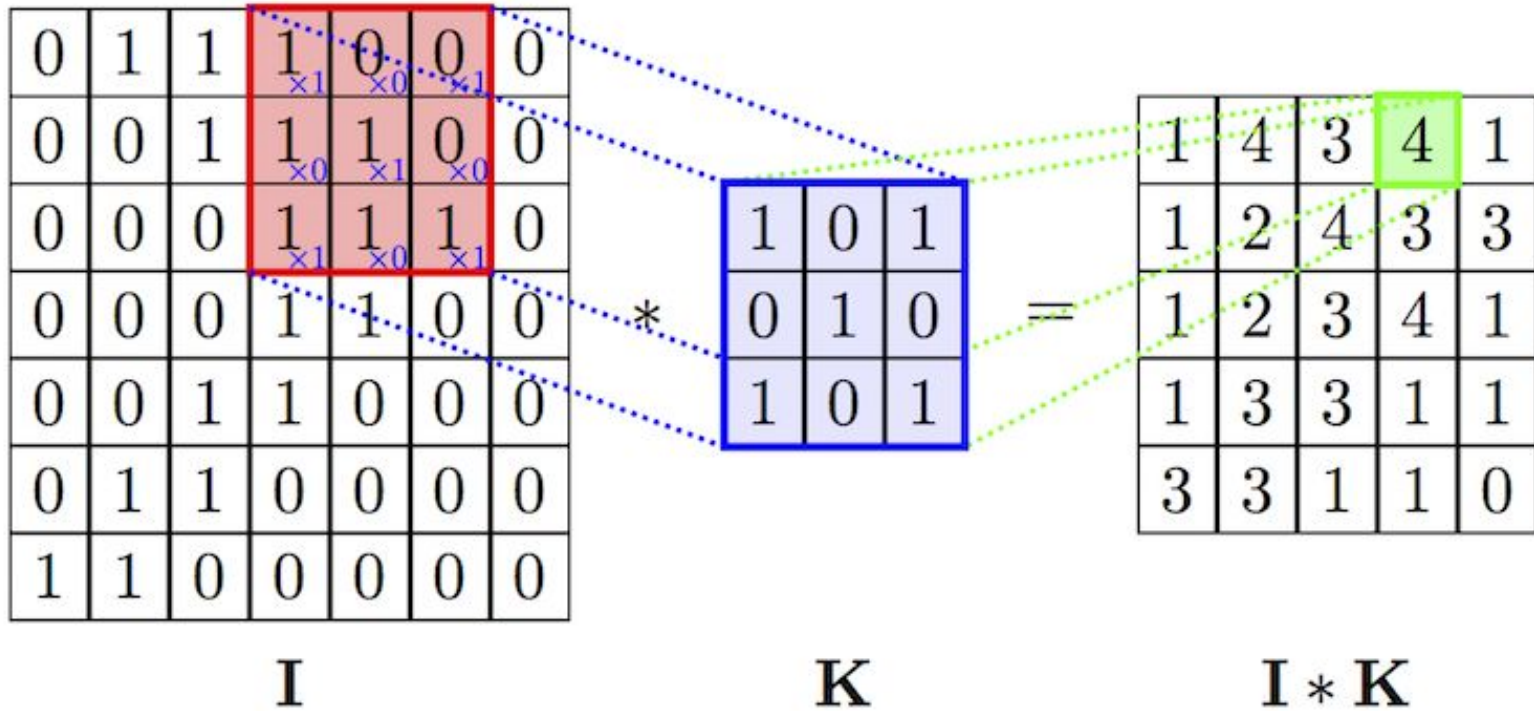 0 1 1 1 0 0 0
×1 ×0 ×1
0 0 1 1 1 0 0
×0 ×1 ×0
0 0 0 1 1 1 0
×1 ×0 ×1
0 0 0 1 1 0 0
0 0 1 1 0 0 0
0 1 1 0 0 0 0
1 1 0 0 0 0 0
I
*
1 0 1
0 1 0
1 0 1
K
=
1 4 3 4 1
1 2 4 3 3
1 2 3 4 1
1 3 3 1 1
3 3 1 1 0
I * K